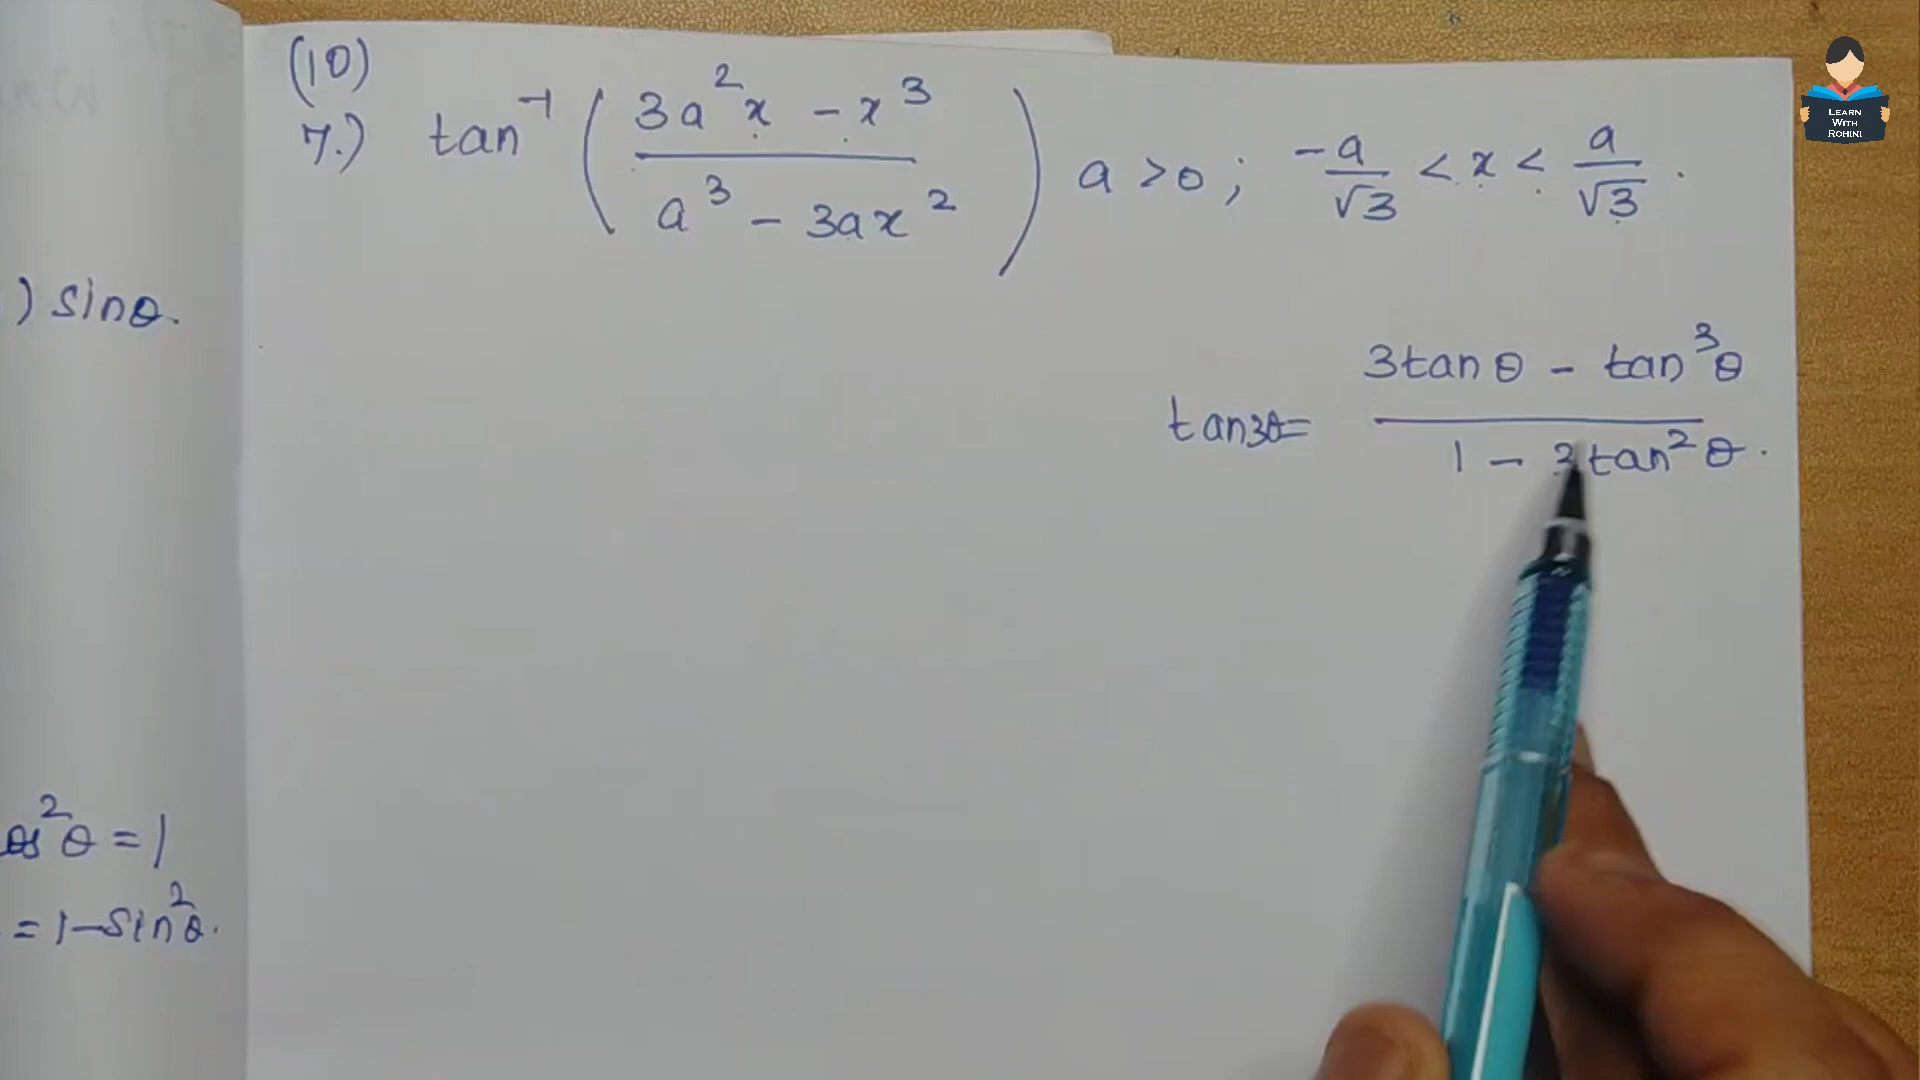 (10)
7.) tan⁻¹ ( 3a²x - x³ / a³ - 3ax² ) a > 0 ; -a/√3 < x < a/√3 .
tan3θ = 3tanθ - tan³θ / 1 - 3tan²θ .
) sinθ.
²θ = 1
= 1-sin²θ.
LEARN
WITH
ROHINI